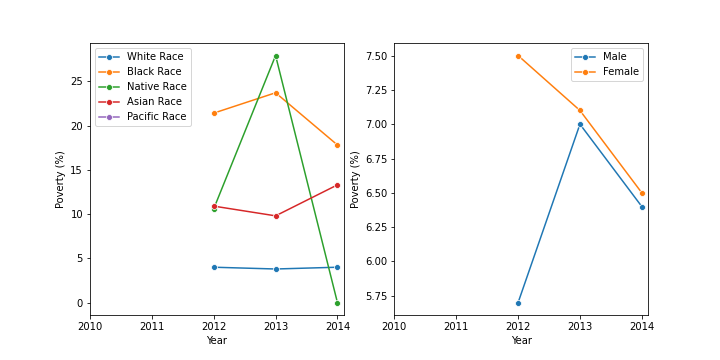 White Race
Black Race
Native Race
Asian Race
Pacific Race
Poverty (%)
25
20
15
10
5
0
2010 2011 2012 2013 2014
Year
Male
Female
Poverty (%)
7.50
7.25
7.00
6.75
6.50
6.25
6.00
5.75
2010 2011 2012 2013 2014
Year